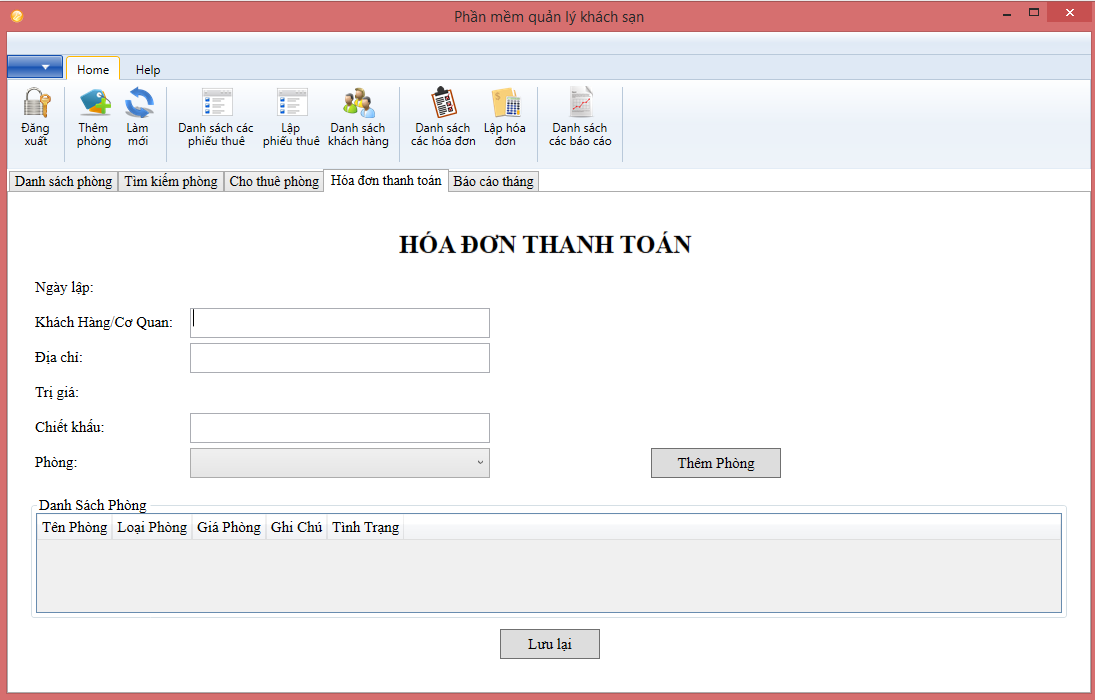 Phần mềm quản lý khách sạn
Home Help
Đăng xuất
Thêm phòng
Làm mới
Danh sách các phiếu thuê
Lập phiếu thuê
Danh sách khách hàng
Danh sách các hóa đơn
Lập hóa đơn
Danh sách các báo cáo
Danh sách phòng Tìm kiếm phòng Cho thuê phòng Hóa đơn thanh toán Báo cáo tháng
HÓA ĐƠN THANH TOÁN
Ngày lập:
Khách Hàng/Cơ Quan:
Địa chỉ:
Trị giá:
Chiết khấu:
Phòng:
Thêm Phòng
Danh Sách Phòng
Tên Phòng Loại Phòng Giá Phòng Ghi Chú Tình Trạng
Lưu lại